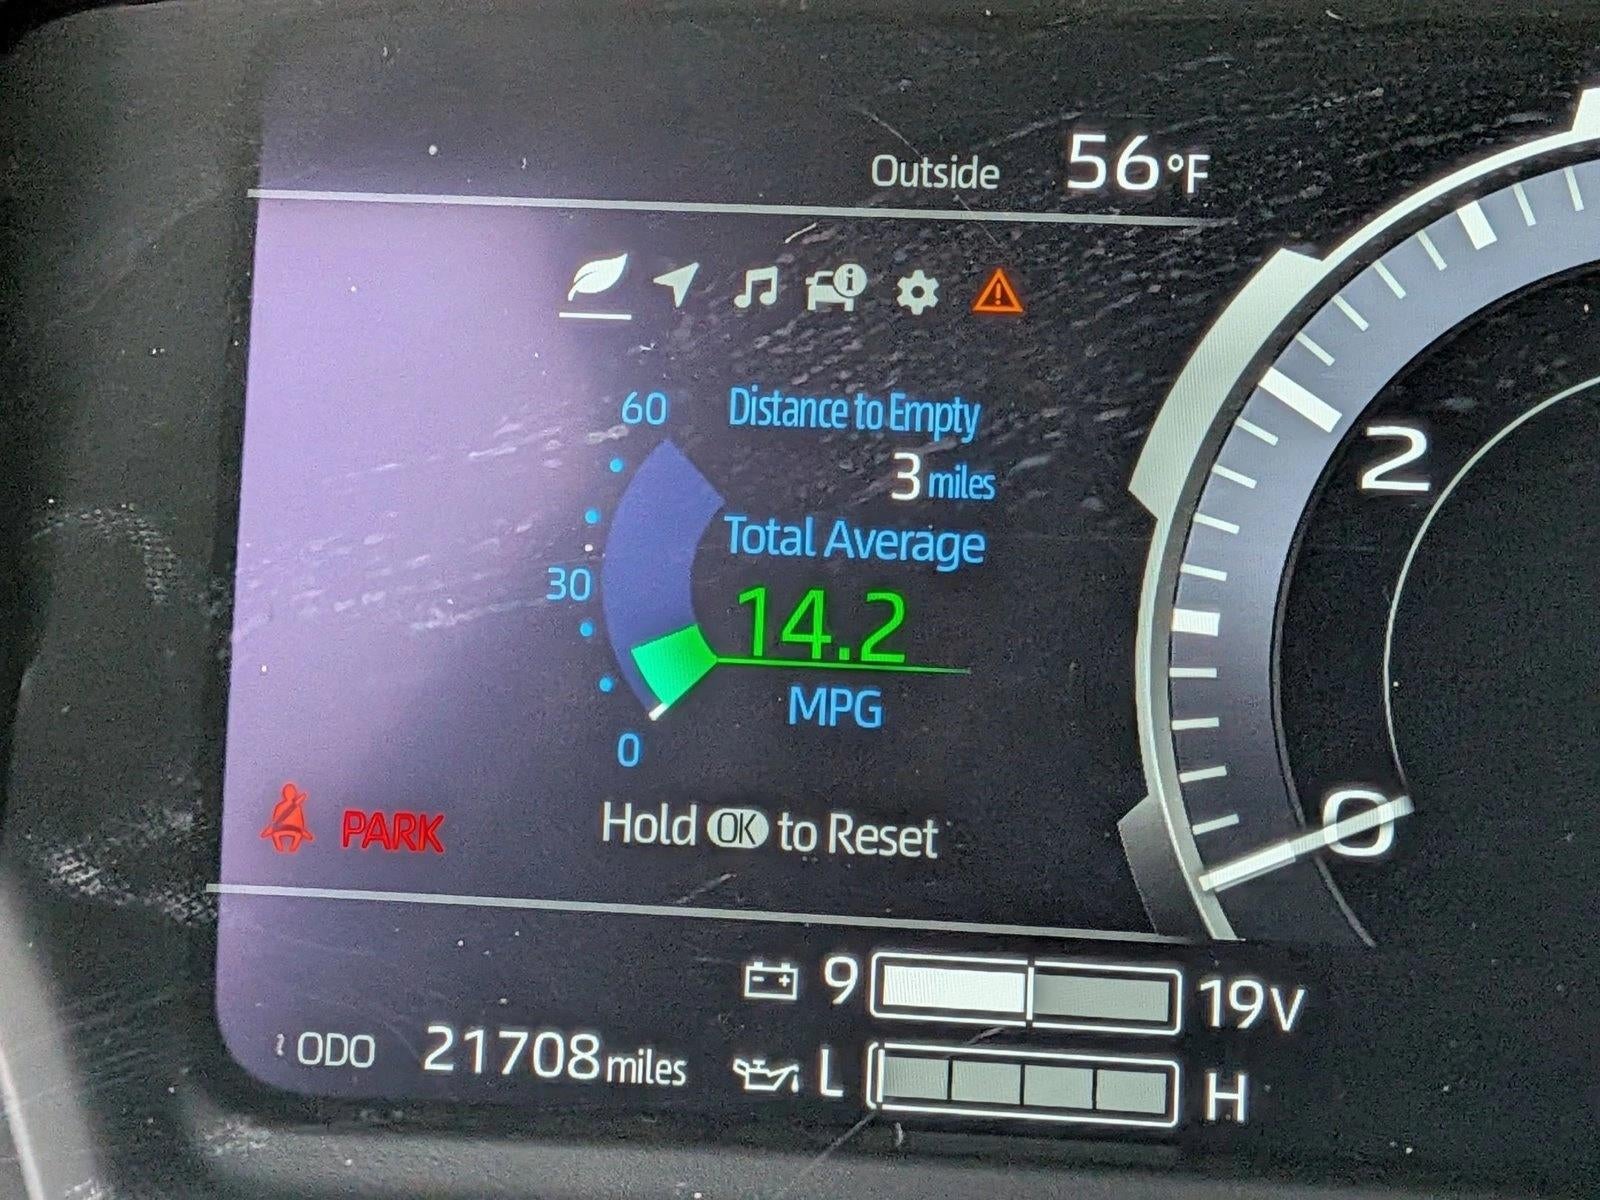 Outside 56°F
60 Distance to Empty
3 miles
Total Average
30 14.2
MPG
0
PARK Hold OK to Reset
2
0
9 19V
ODO 21708 miles L H